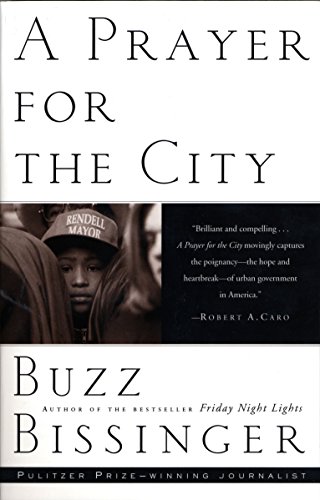 A PRAYER
FOR
THE CITY
RENDELL
MAYOR
"Brilliant and compelling . . .
A Prayer for the City movingly captures
the poignancy—the hope and
heartbreak—of urban government
in America."
—ROBERT A. CARO
BUZZ
AUTHOR OF THE BESTSELLER Friday Night Lights
BISSINGER
PULITZER PRIZE–WINNING JOURNALIST